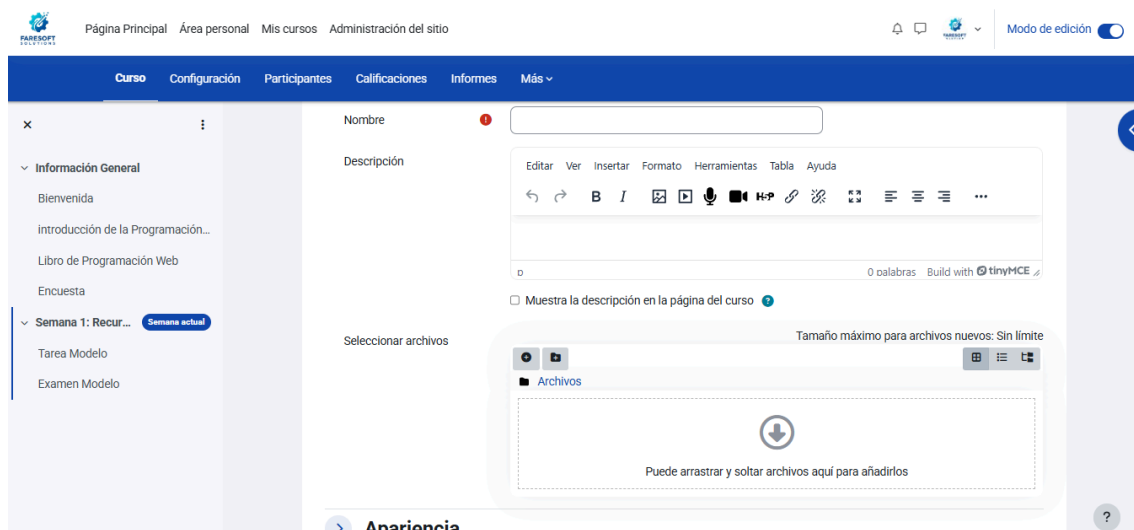 FARESOFT
SOLUTIONS
Página Principal Área personal Mis cursos Administración del sitio
Modo de edición
Curso Configuración Participantes Calificaciones Informes Más
Información General
Bienvenida
introducción de la Programación...
Libro de Programación Web
Encuesta
Semana 1: Recur... Semana actual
Tarea Modelo
Examen Modelo
Nombre
Descripción
Editar Ver Insertar Formato Herramientas Tabla Ayuda
B I H5P ...
p 0 palabras Build with tinyMCE
Muestra la descripción en la página del curso ?
Seleccionar archivos
Tamaño máximo para archivos nuevos: Sin límite
Archivos
Puede arrastrar y soltar archivos aquí para añadirlos
Apariencia
?